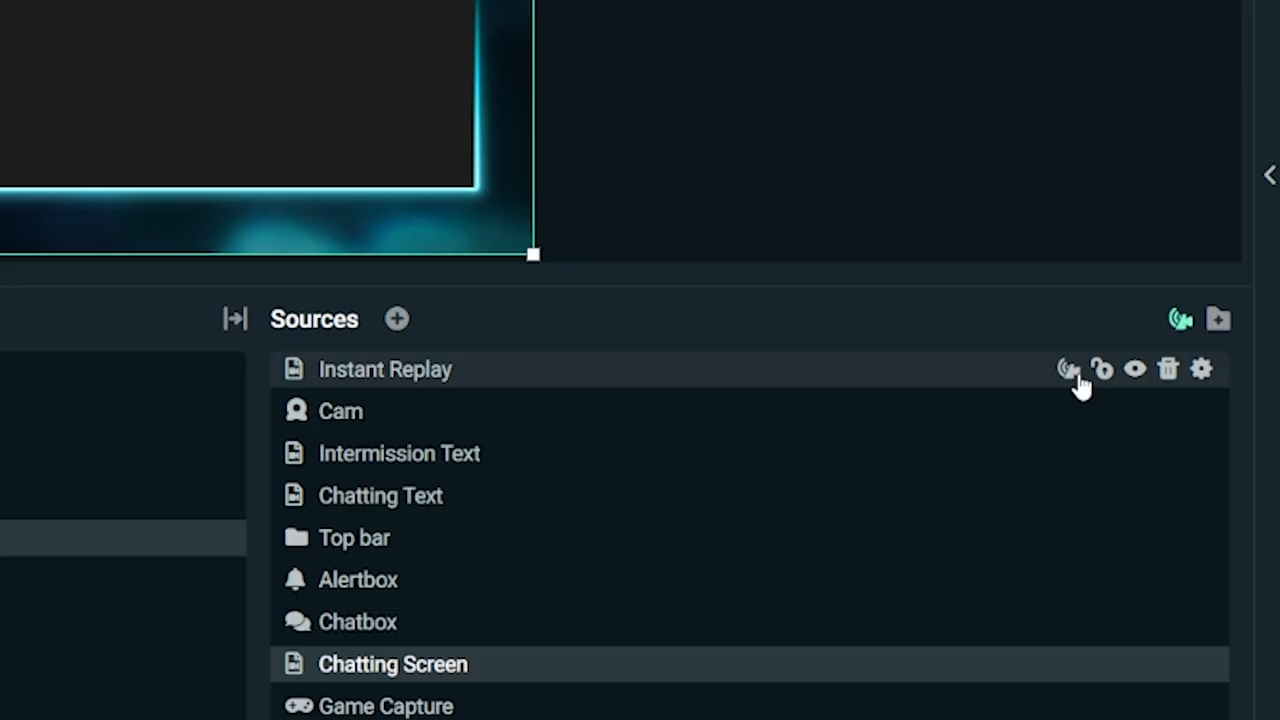 Sources
Instant Replay
Cam
Intermission Text
Chatting Text
Top bar
Alertbox
Chatbox
Chatting Screen
Game Capture